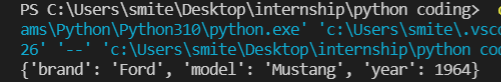 PS C:\Users\smite\Desktop\internship\python coding>
ams\Python\Python310\python.exe' 'c:\Users\smite\.vsc
26' '--' 'c:\Users\smite\Desktop\internship\python coo
{'brand': 'Ford', 'model': 'Mustang', 'year': 1964}